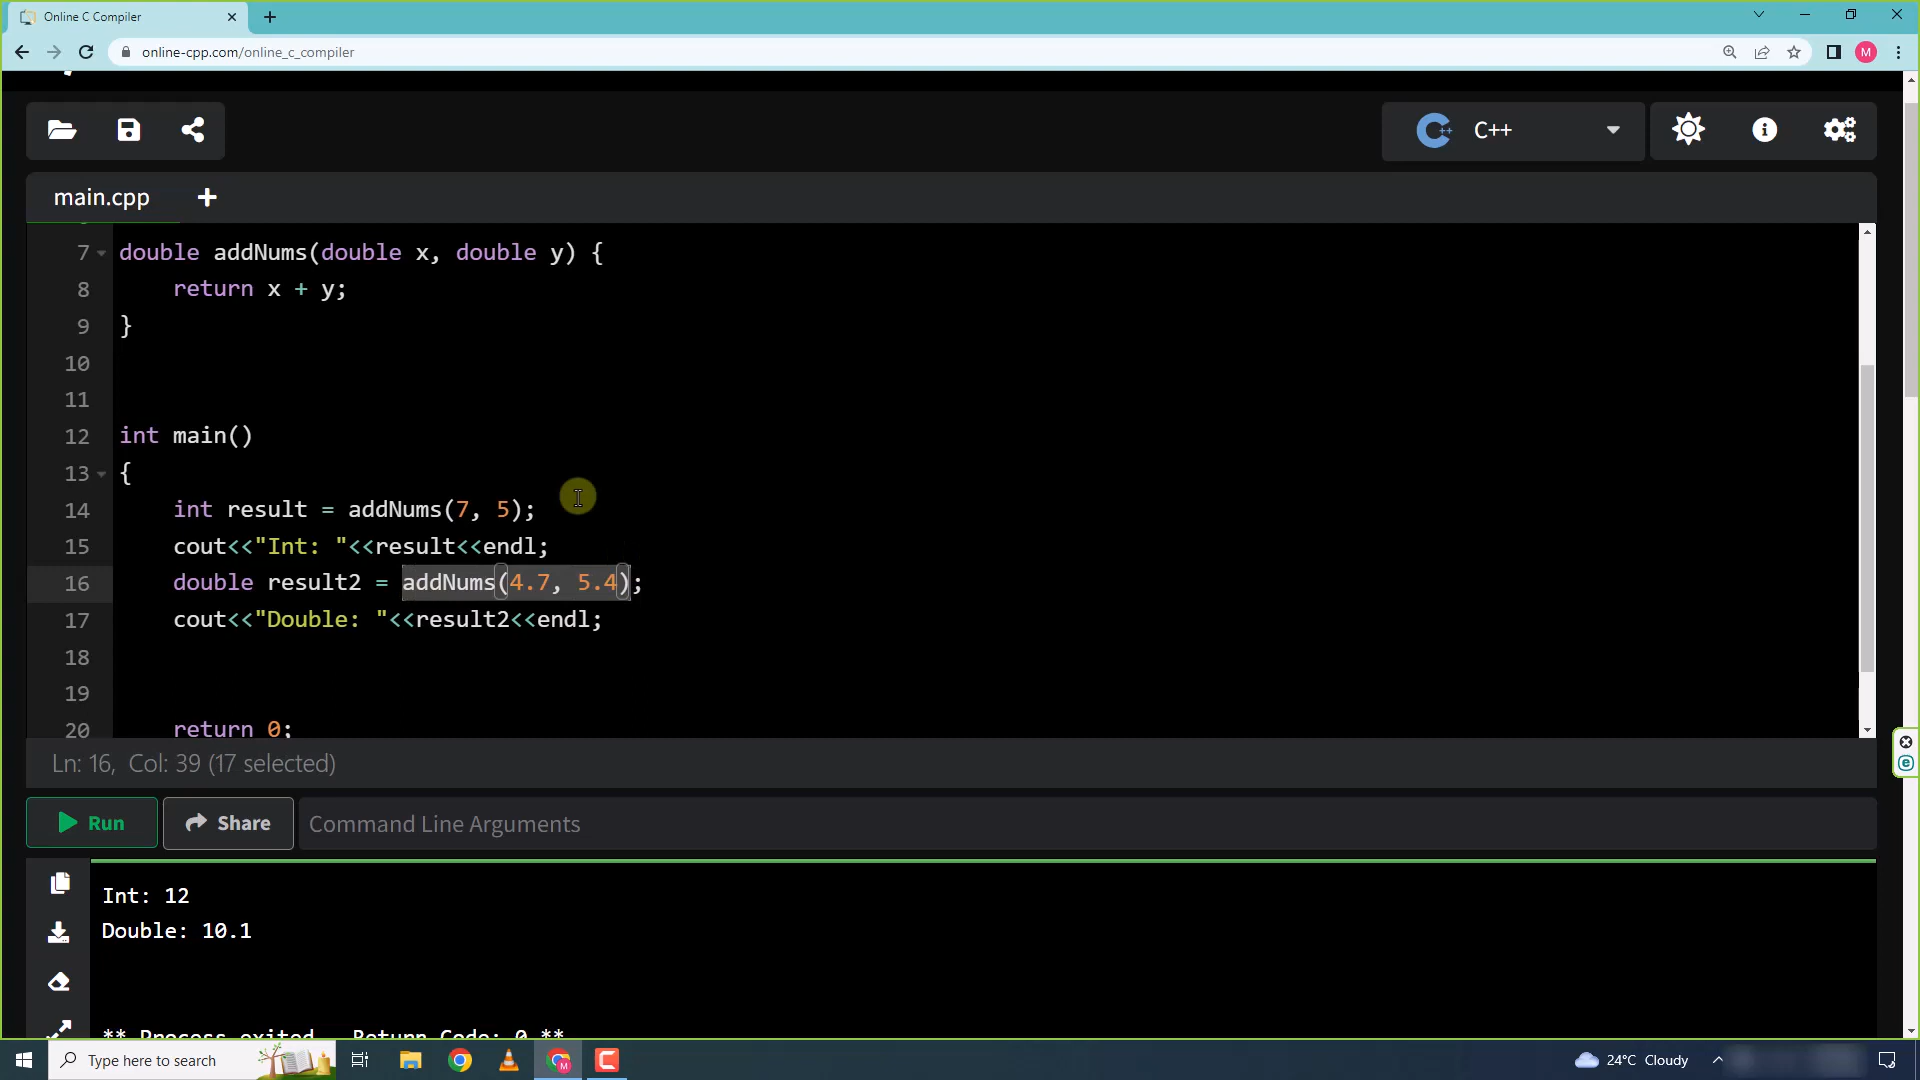 Online C Compiler
online-cpp.com/online_c_compiler
M
C++
main.cpp
7 double addNums(double x, double y) {
8 return x + y;
9 }
10
11
12 int main()
13 {
14 int result = addNums(7, 5);
15 cout<<"Int: "<<result<<endl;
16 double result2 = addNums(4.7, 5.4);
17 cout<<"Double: "<<result2<<endl;
18
19
20 return 0;
Ln: 16, Col: 39 (17 selected)
Run
Share
Command Line Arguments
Int: 12
Double: 10.1
** Process exited - Return Code: 0 **
Type here to search
24°C Cloudy